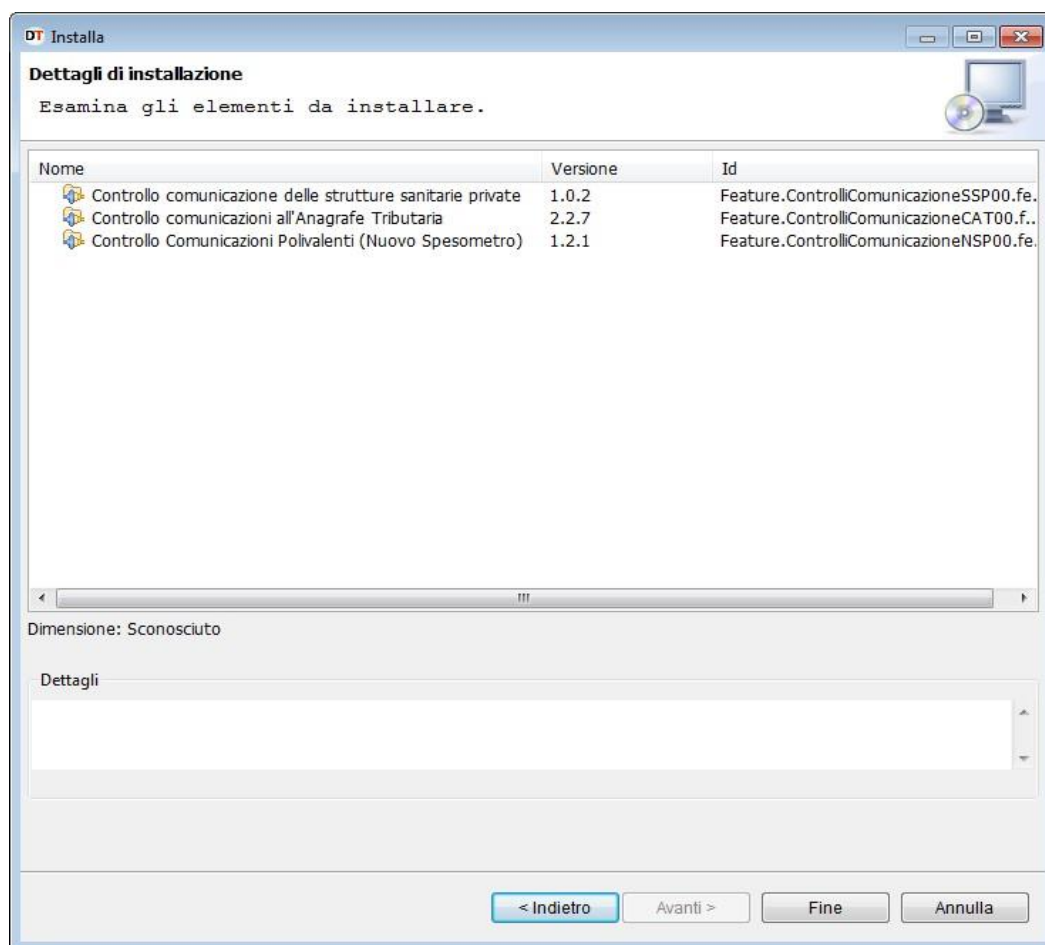 DT Installa
Dettagli di installazione
Esamina gli elementi da installare.
Nome Versione Id
Controllo comunicazione delle strutture sanitarie private 1.0.2 Feature.ControlliComunicazioneSSP00.fe.
Controllo comunicazioni all'Anagrafe Tributaria 2.2.7 Feature.ControlliComunicazioneCAT00.f..
Controllo Comunicazioni Polivalenti (Nuovo Spesometro) 1.2.1 Feature.ControlliComunicazioneNSP00.fe.
Dimensione: Sconosciuto
Dettagli
< Indietro Avanti > Fine Annulla